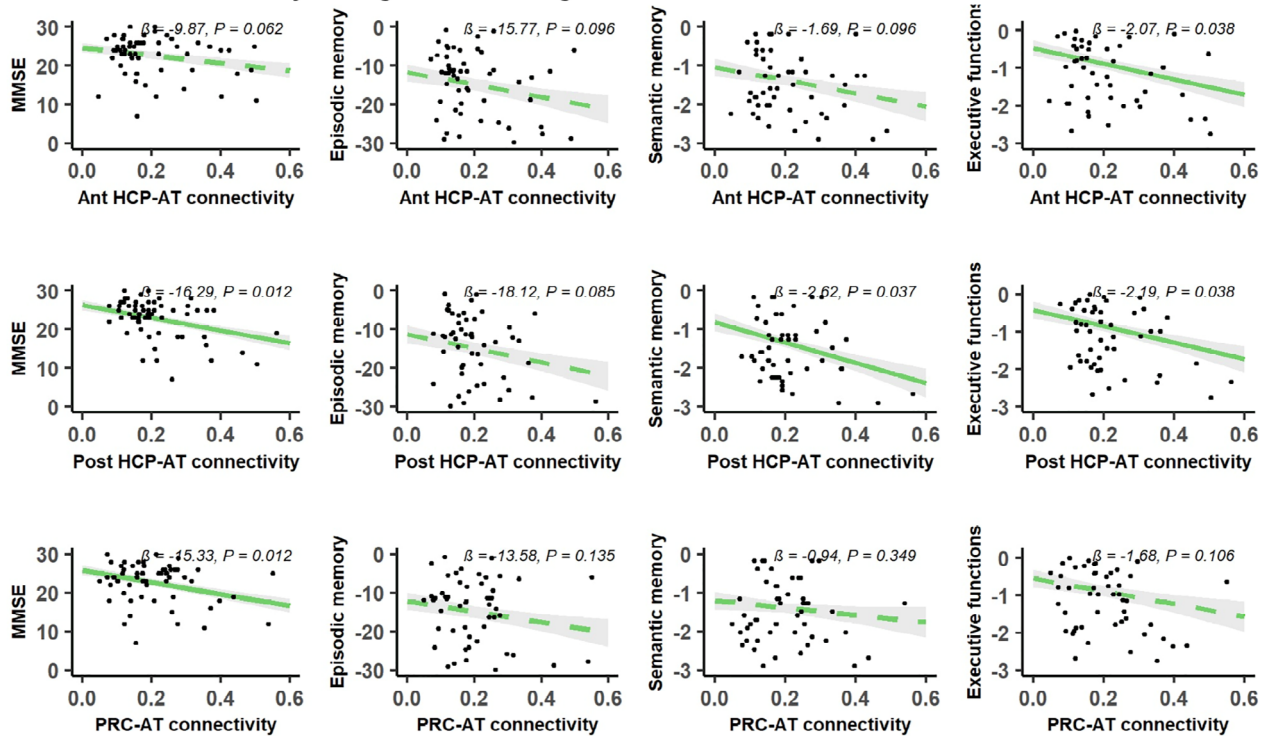 MMSE
30
20
10
0
ß = -9.87, P = 0.062
0.0 0.2 0.4 0.6
Ant HCP-AT connectivity
Episodic memory
0
-10
-20
-30
ß = -15.77, P = 0.096
0.0 0.2 0.4 0.6
Ant HCP-AT connectivity
Semantic memory
0
-1
-2
-3
ß = -1.69, P = 0.096
0.0 0.2 0.4 0.6
Ant HCP-AT connectivity
Executive functions
0
-1
-2
-3
ß = -2.07, P = 0.038
0.0 0.2 0.4 0.6
Ant HCP-AT connectivity
MMSE
30
20
10
0
ß = -16.29, P = 0.012
0.0 0.2 0.4 0.6
Post HCP-AT connectivity
Episodic memory
0
-10
-20
-30
ß = -18.12, P = 0.085
0.0 0.2 0.4 0.6
Post HCP-AT connectivity
Semantic memory
0
-1
-2
-3
ß = -2.62, P = 0.037
0.0 0.2 0.4 0.6
Post HCP-AT connectivity
Executive functions
0
-1
-2
-3
ß = -2.19, P = 0.038
0.0 0.2 0.4 0.6
Post HCP-AT connectivity
MMSE
30
20
10
0
ß = -15.33, P = 0.012
0.0 0.2 0.4 0.6
PRC-AT connectivity
Episodic memory
0
-10
-20
-30
ß = -13.58, P = 0.135
0.0 0.2 0.4 0.6
PRC-AT connectivity
Semantic memory
0
-1
-2
-3
ß = -0.94, P = 0.349
0.0 0.2 0.4 0.6
PRC-AT connectivity
Executive functions
0
-1
-2
-3
ß = -1.68, P = 0.106
0.0 0.2 0.4 0.6
PRC-AT connectivity